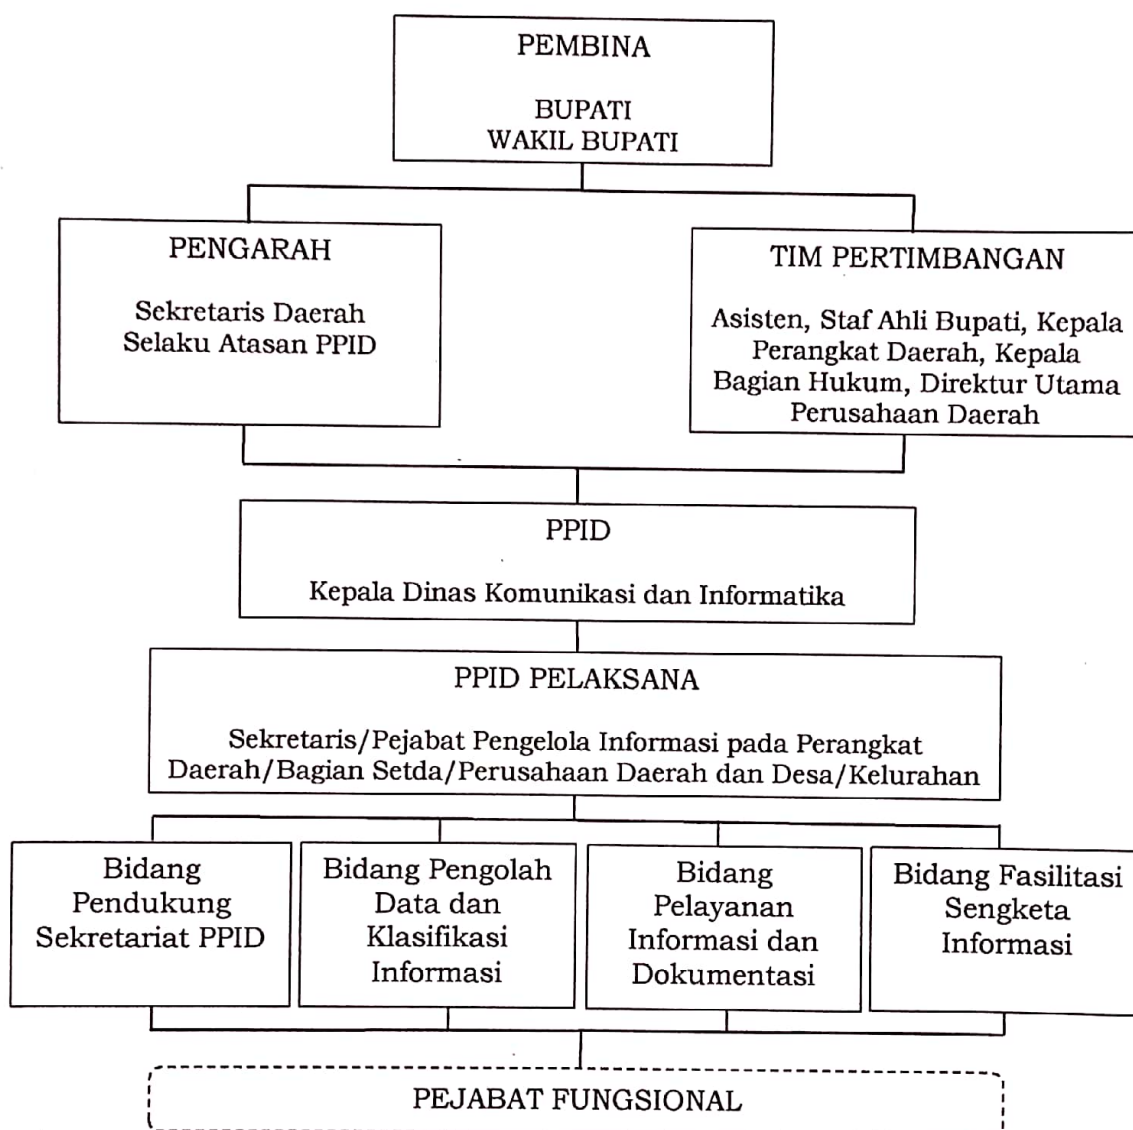 PEMBINA
BUPATI
WAKIL BUPATI
PENGARAH
Sekretaris Daerah
Selaku Atasan PPID
TIM PERTIMBANGAN
Asisten, Staf Ahli Bupati, Kepala
Perangkat Daerah, Kepala
Bagian Hukum, Direktur Utama
Perusahaan Daerah
PPID
Kepala Dinas Komunikasi dan Informatika
PPID PELAKSANA
Sekretaris/Pejabat Pengelola Informasi pada Perangkat
Daerah/Bagian Setda/Perusahaan Daerah dan Desa/Kelurahan
Bidang
Pendukung
Sekretariat PPID
Bidang Pengolah
Data dan
Klasifikasi
Informasi
Bidang
Pelayanan
Informasi dan
Dokumentasi
Bidang Fasilitasi
Sengketa
Informasi
PEJABAT FUNGSIONAL